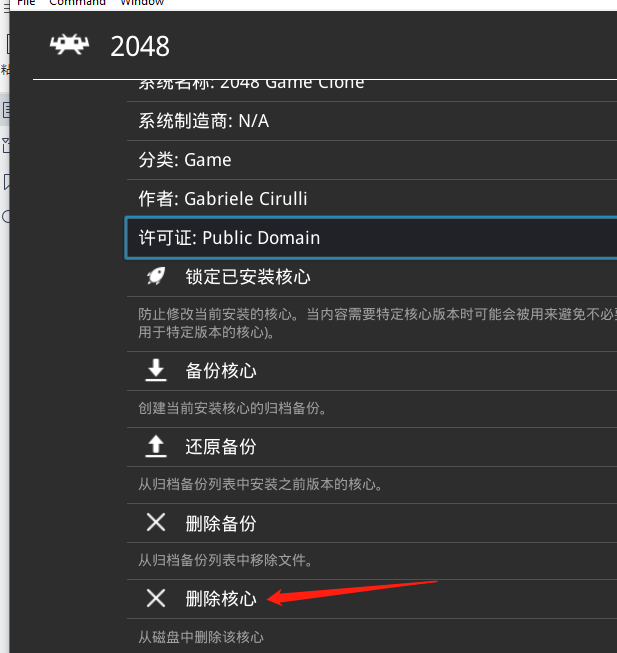 File Command Window
2048
粘
系统名称: 2048 Game Clone
系统制造商: N/A
分类: Game
作者: Gabriele Cirulli
许可证: Public Domain
锁定已安装核心
防止修改当前安装的核心。当内容需要特定核心版本时可能会被用来避免不必
用于特定版本的核心)。
备份核心
创建当前安装核心的归档备份。
还原备份
从归档备份列表中安装之前版本的核心。
删除备份
从归档备份列表中移除文件。
删除核心
从磁盘中删除该核心